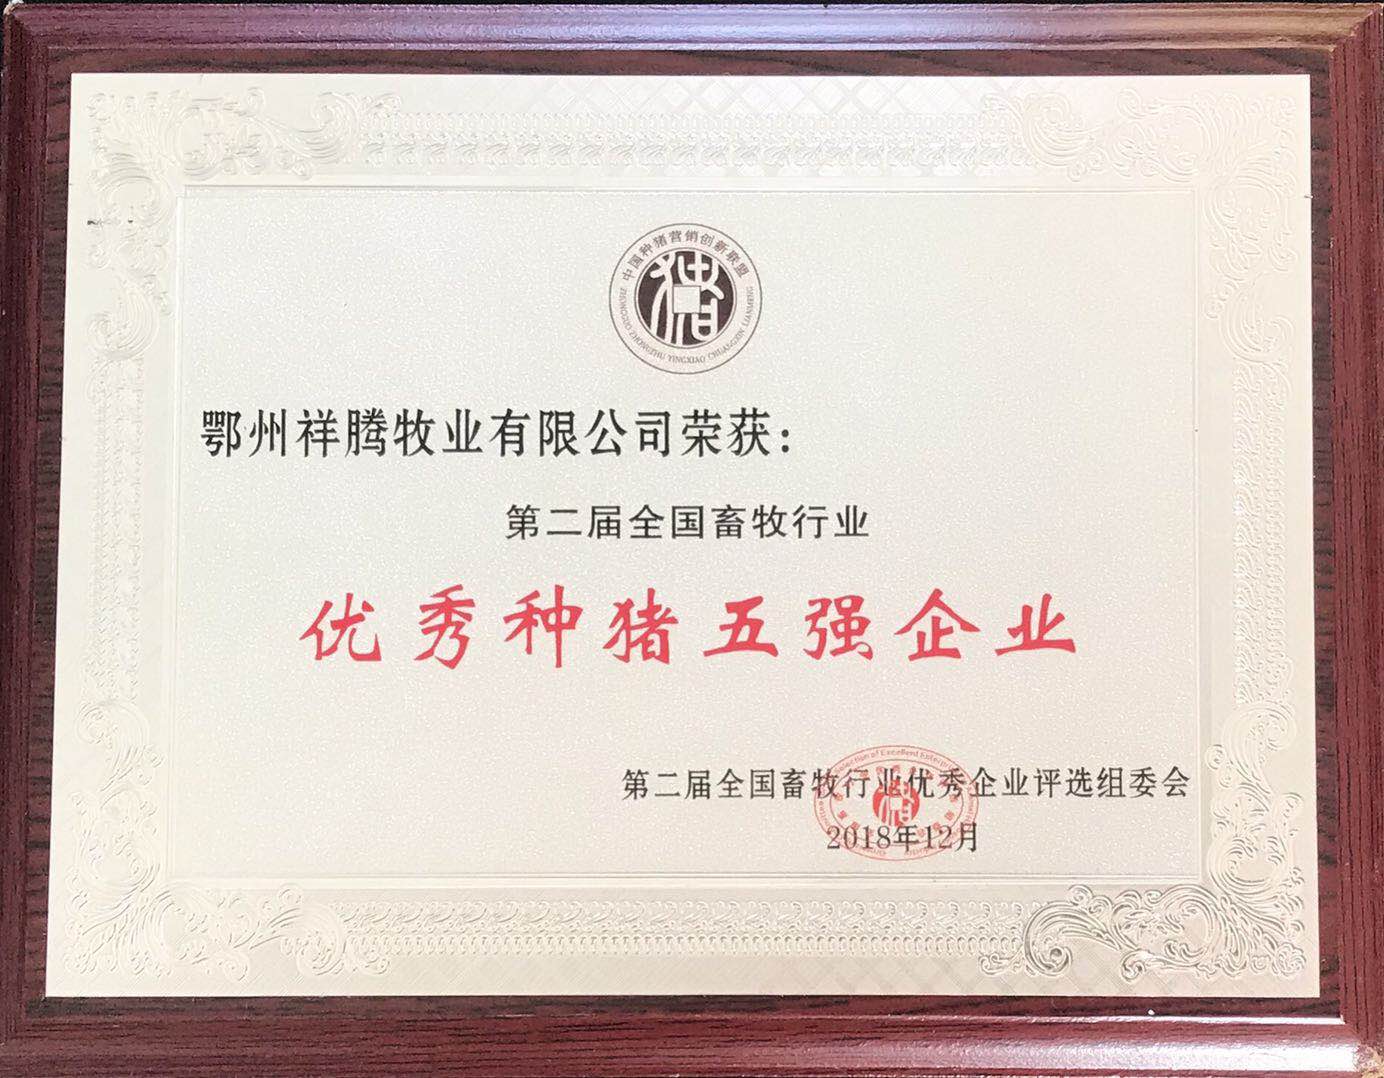 中国种猪营销创新联盟
猪
ZHONGGUO ZHONGZHU YINGXIAO CHUANGXIN LIANMENG
鄂州祥腾牧业有限公司荣获：
第二届全国畜牧行业
优秀种猪五强企业
第二届全国畜牧行业优秀企业评选组委会
2018年12月